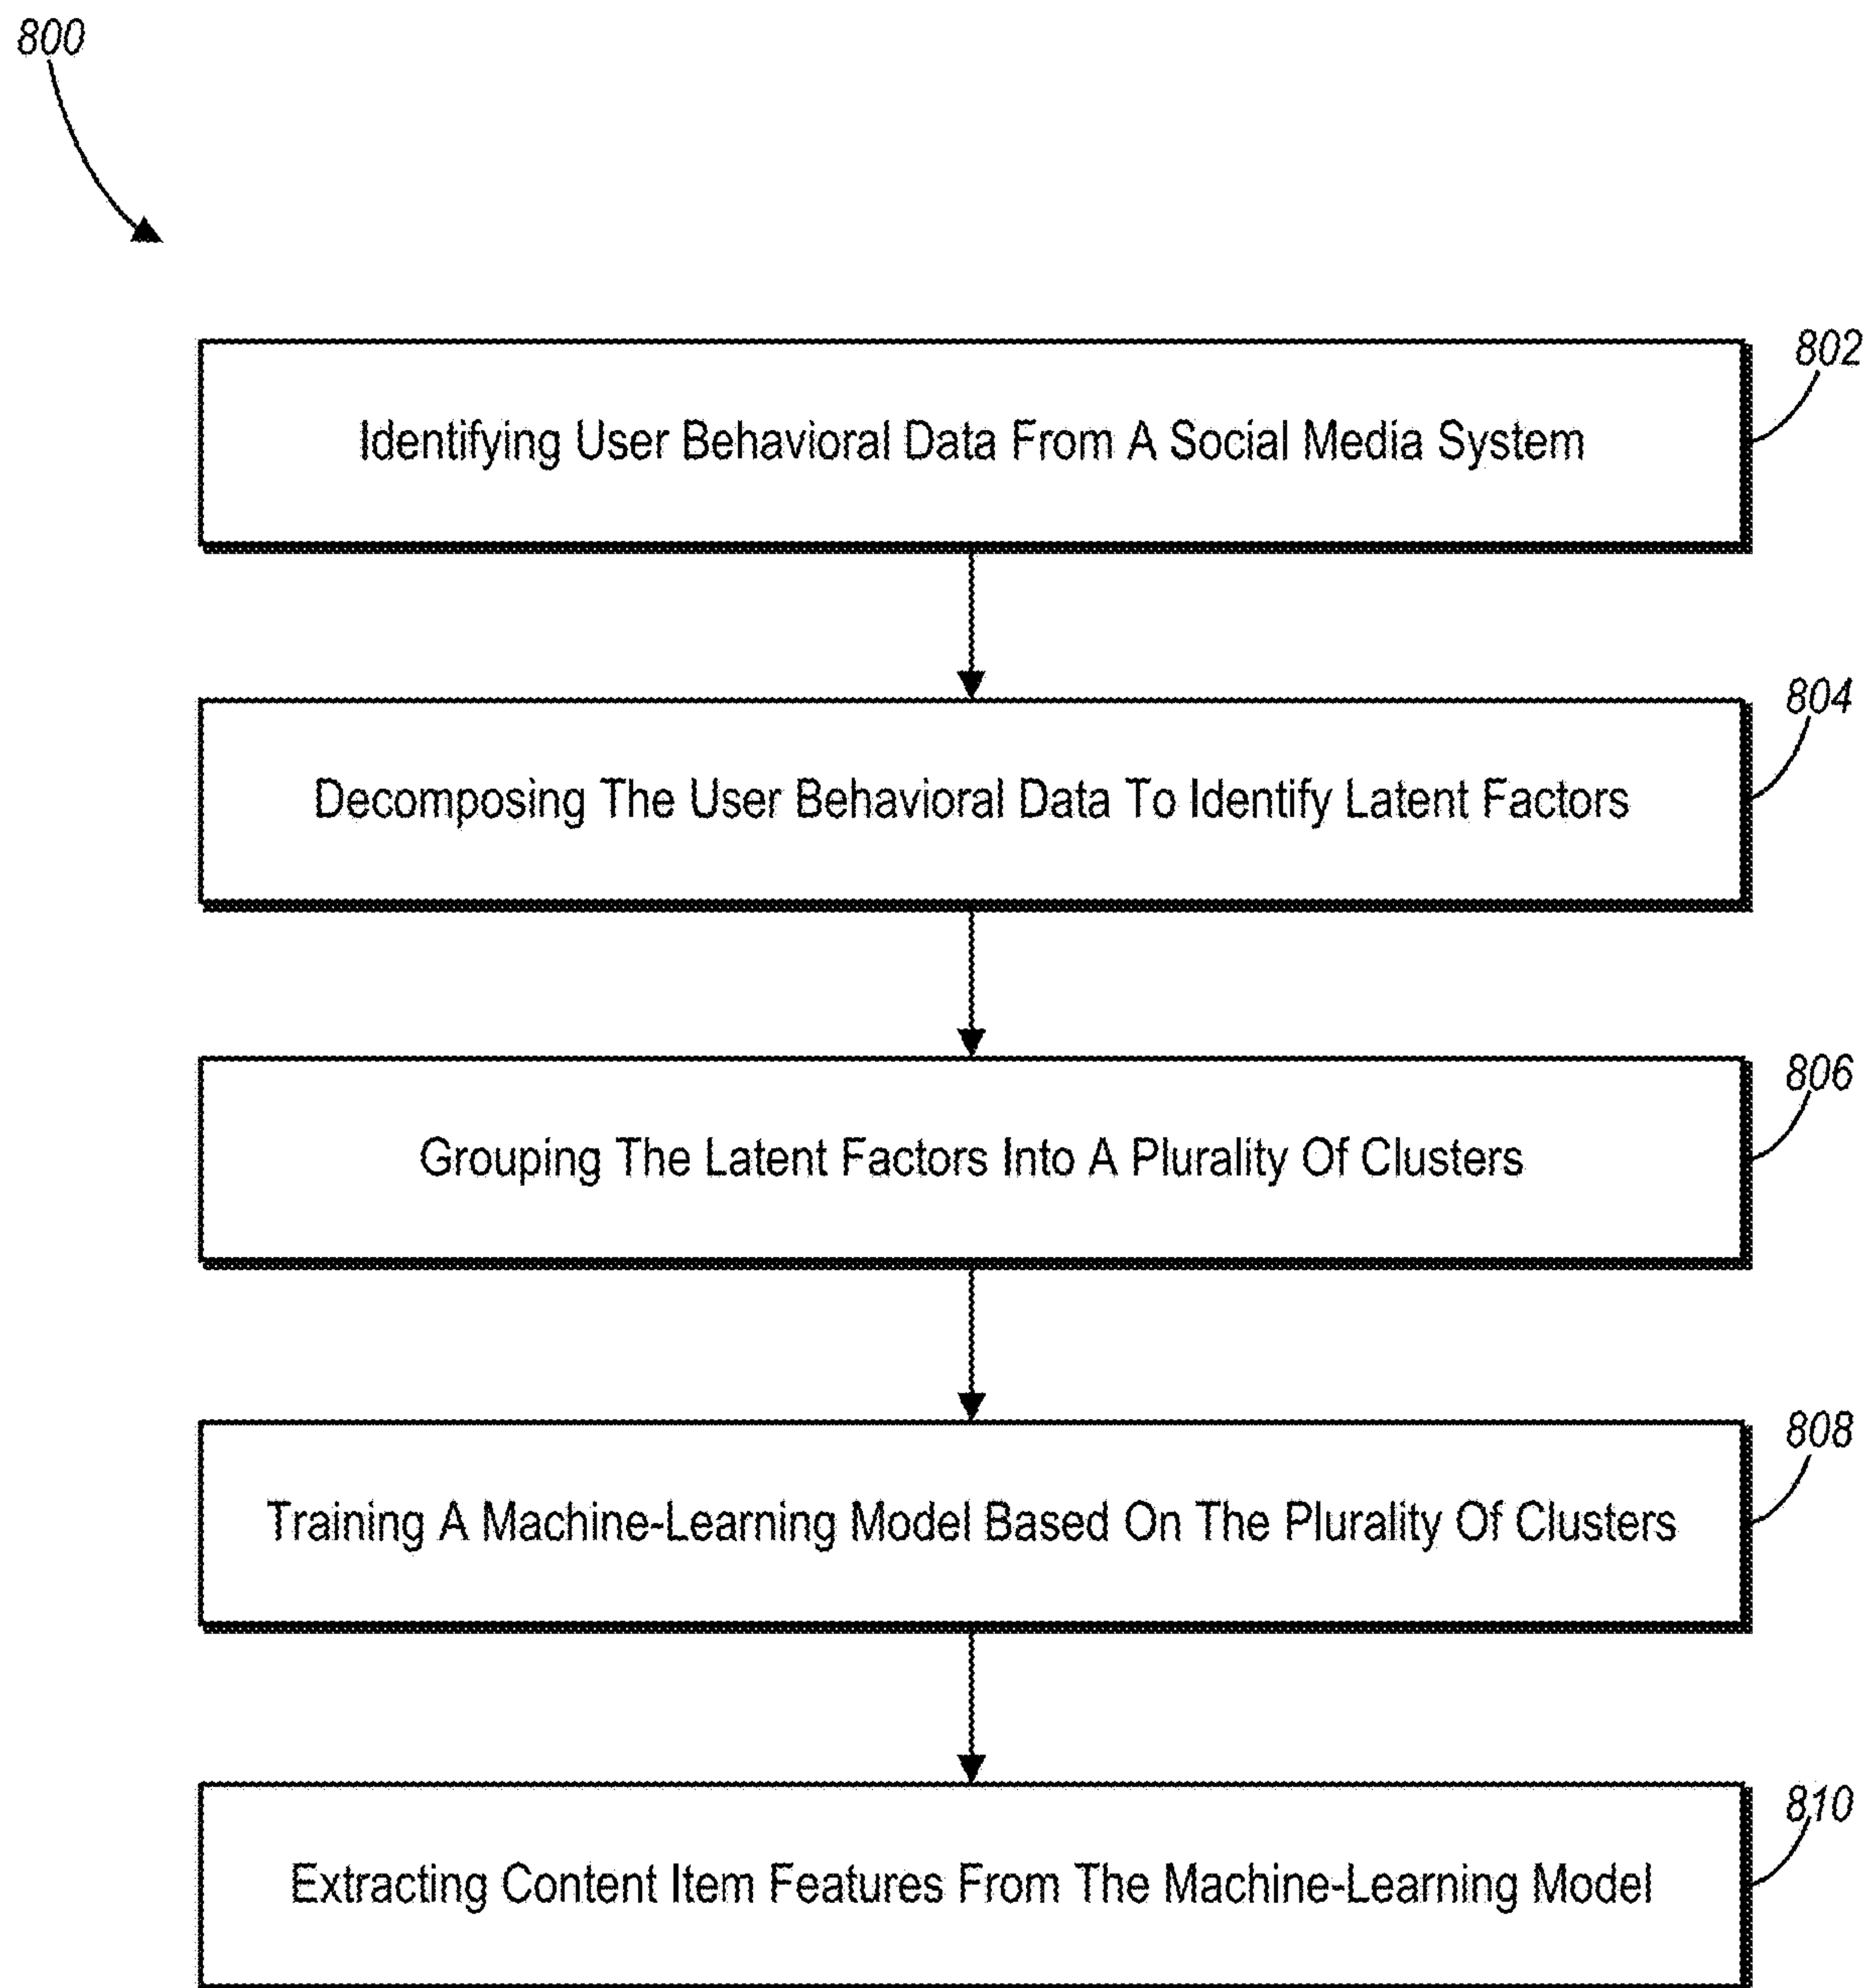 800
802
Identifying User Behavioral Data From A Social Media System
804
Decomposing The User Behavioral Data To Identify Latent Factors
806
Grouping The Latent Factors Into A Plurality Of Clusters
808
Training A Machine-Learning Model Based On The Plurality Of Clusters
810
Extracting Content Item Features From The Machine-Learning Model